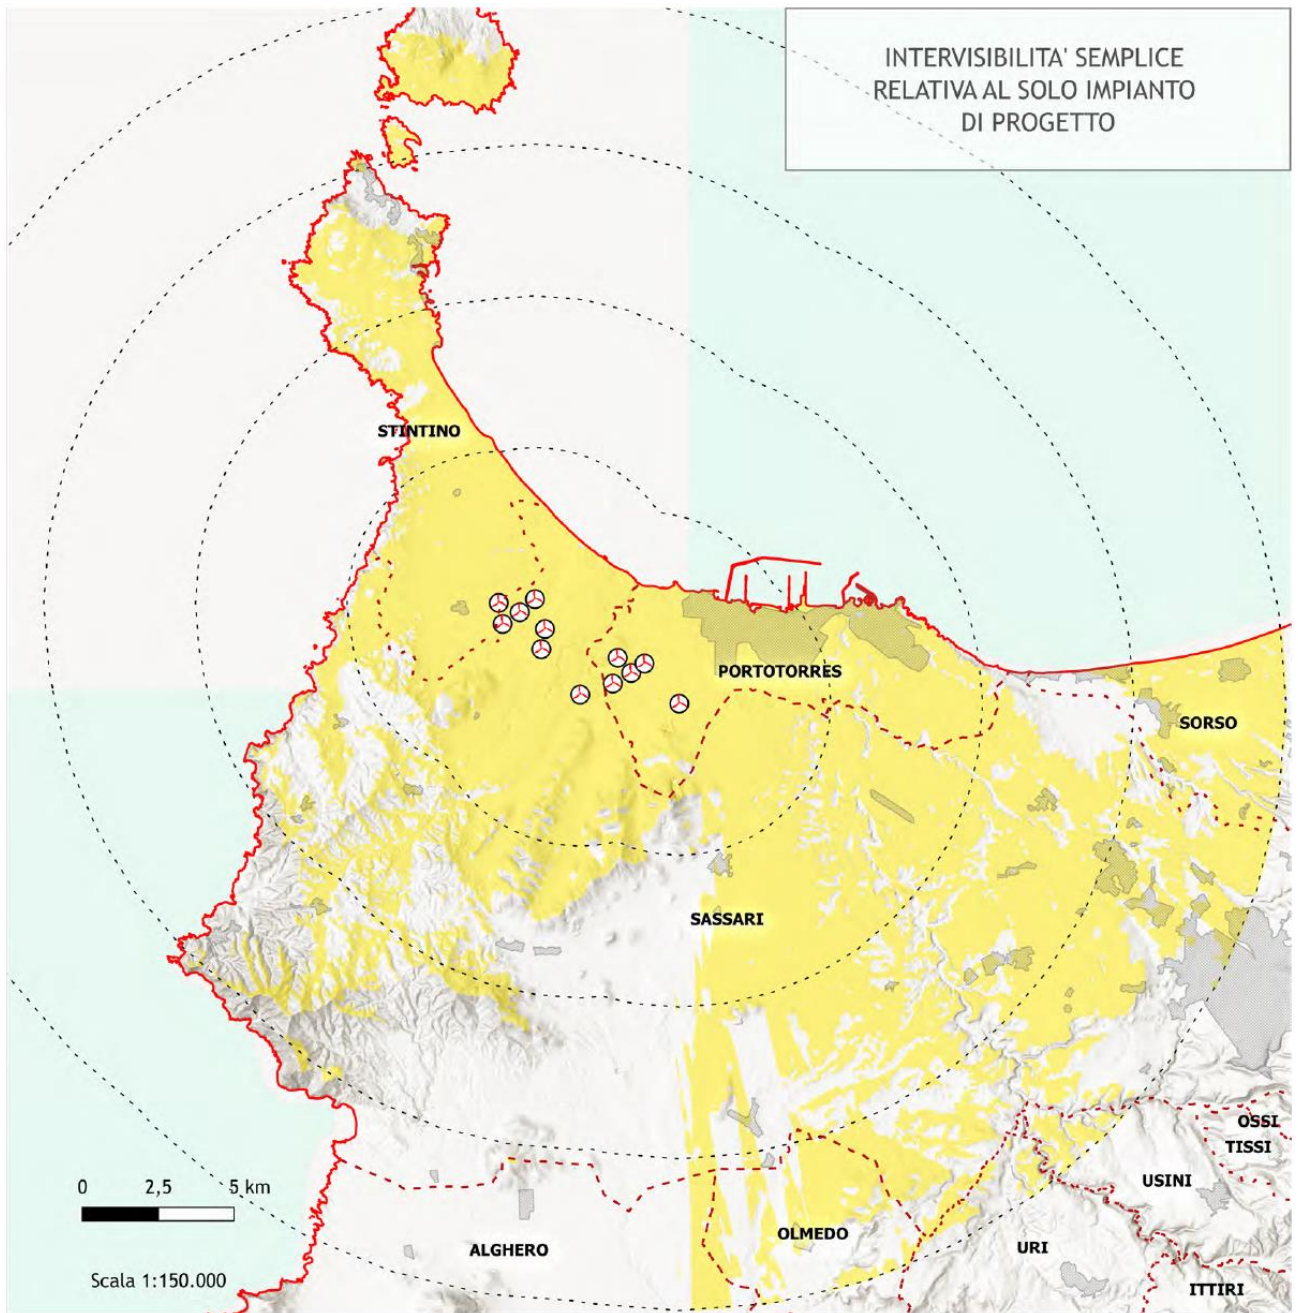 INTERVISIBILITA' SEMPLICE
RELATIVA AL SOLO IMPIANTO
DI PROGETTO
STINTINO
PORTOTORRES
SORSO
SASSARI
OSSI
TISSI
USINI
OLMEDO
URI
ALGHERO
ITTIRI
0 2,5 5 km
Scala 1:150.000